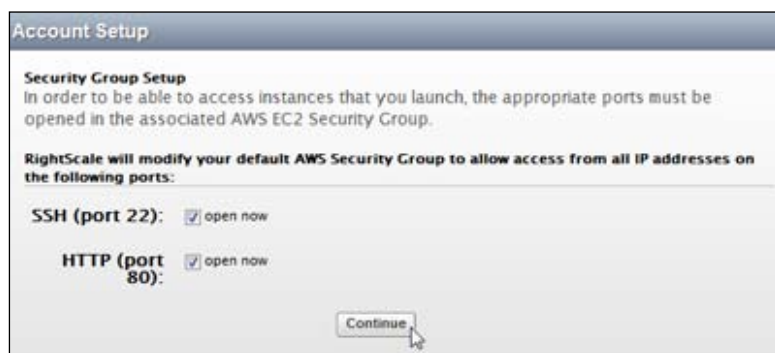 Account Setup
Security Group Setup
In order to be able to access instances that you launch, the appropriate ports must be
opened in the associated AWS EC2 Security Group.
RightScale will modify your default AWS Security Group to allow access from all IP addresses on
the following ports:
SSH (port 22): open now
HTTP (port open now
80):
Continue